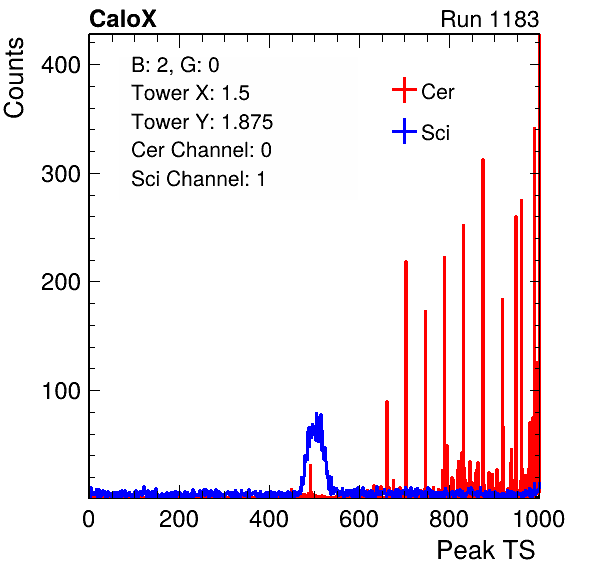 CaloX Run 1183
Counts
400
300
200
100
B: 2, G: 0
Tower X: 1.5
Tower Y: 1.875
Cer Channel: 0
Sci Channel: 1
Cer
Sci
0 200 400 600 800 1000
Peak TS